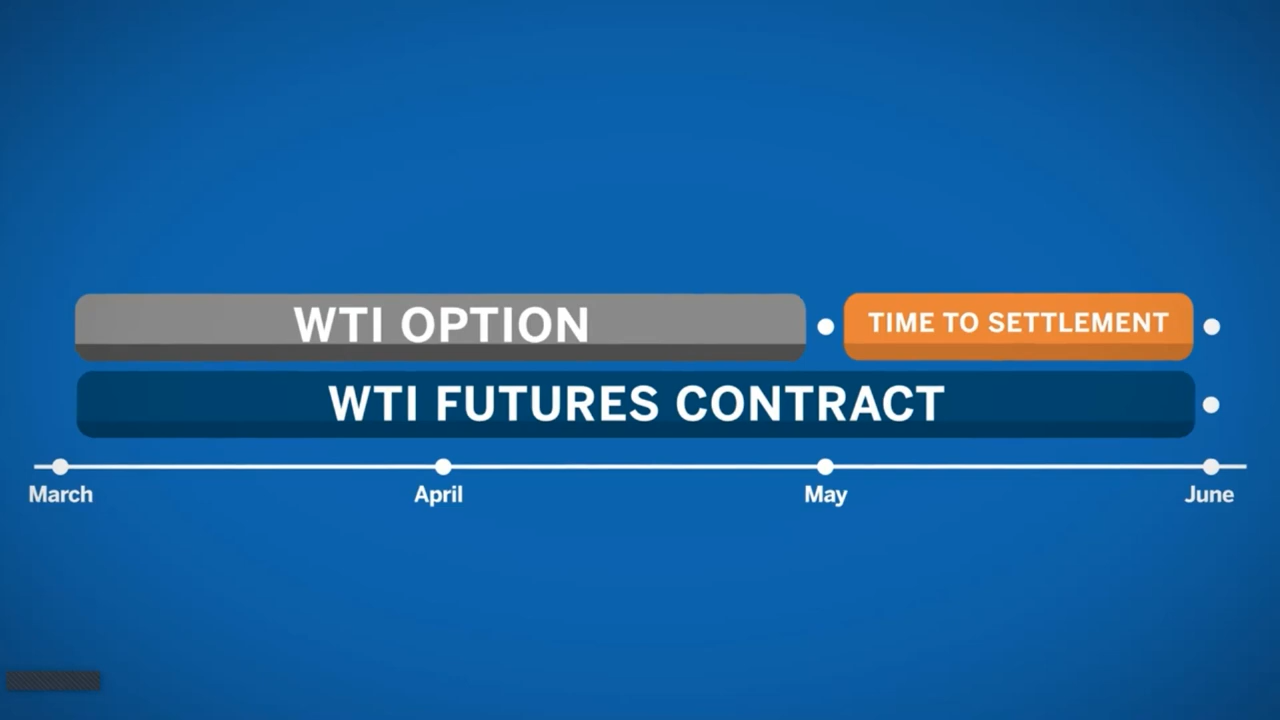 WTI OPTION
TIME TO SETTLEMENT
WTI FUTURES CONTRACT
March
April
May
June